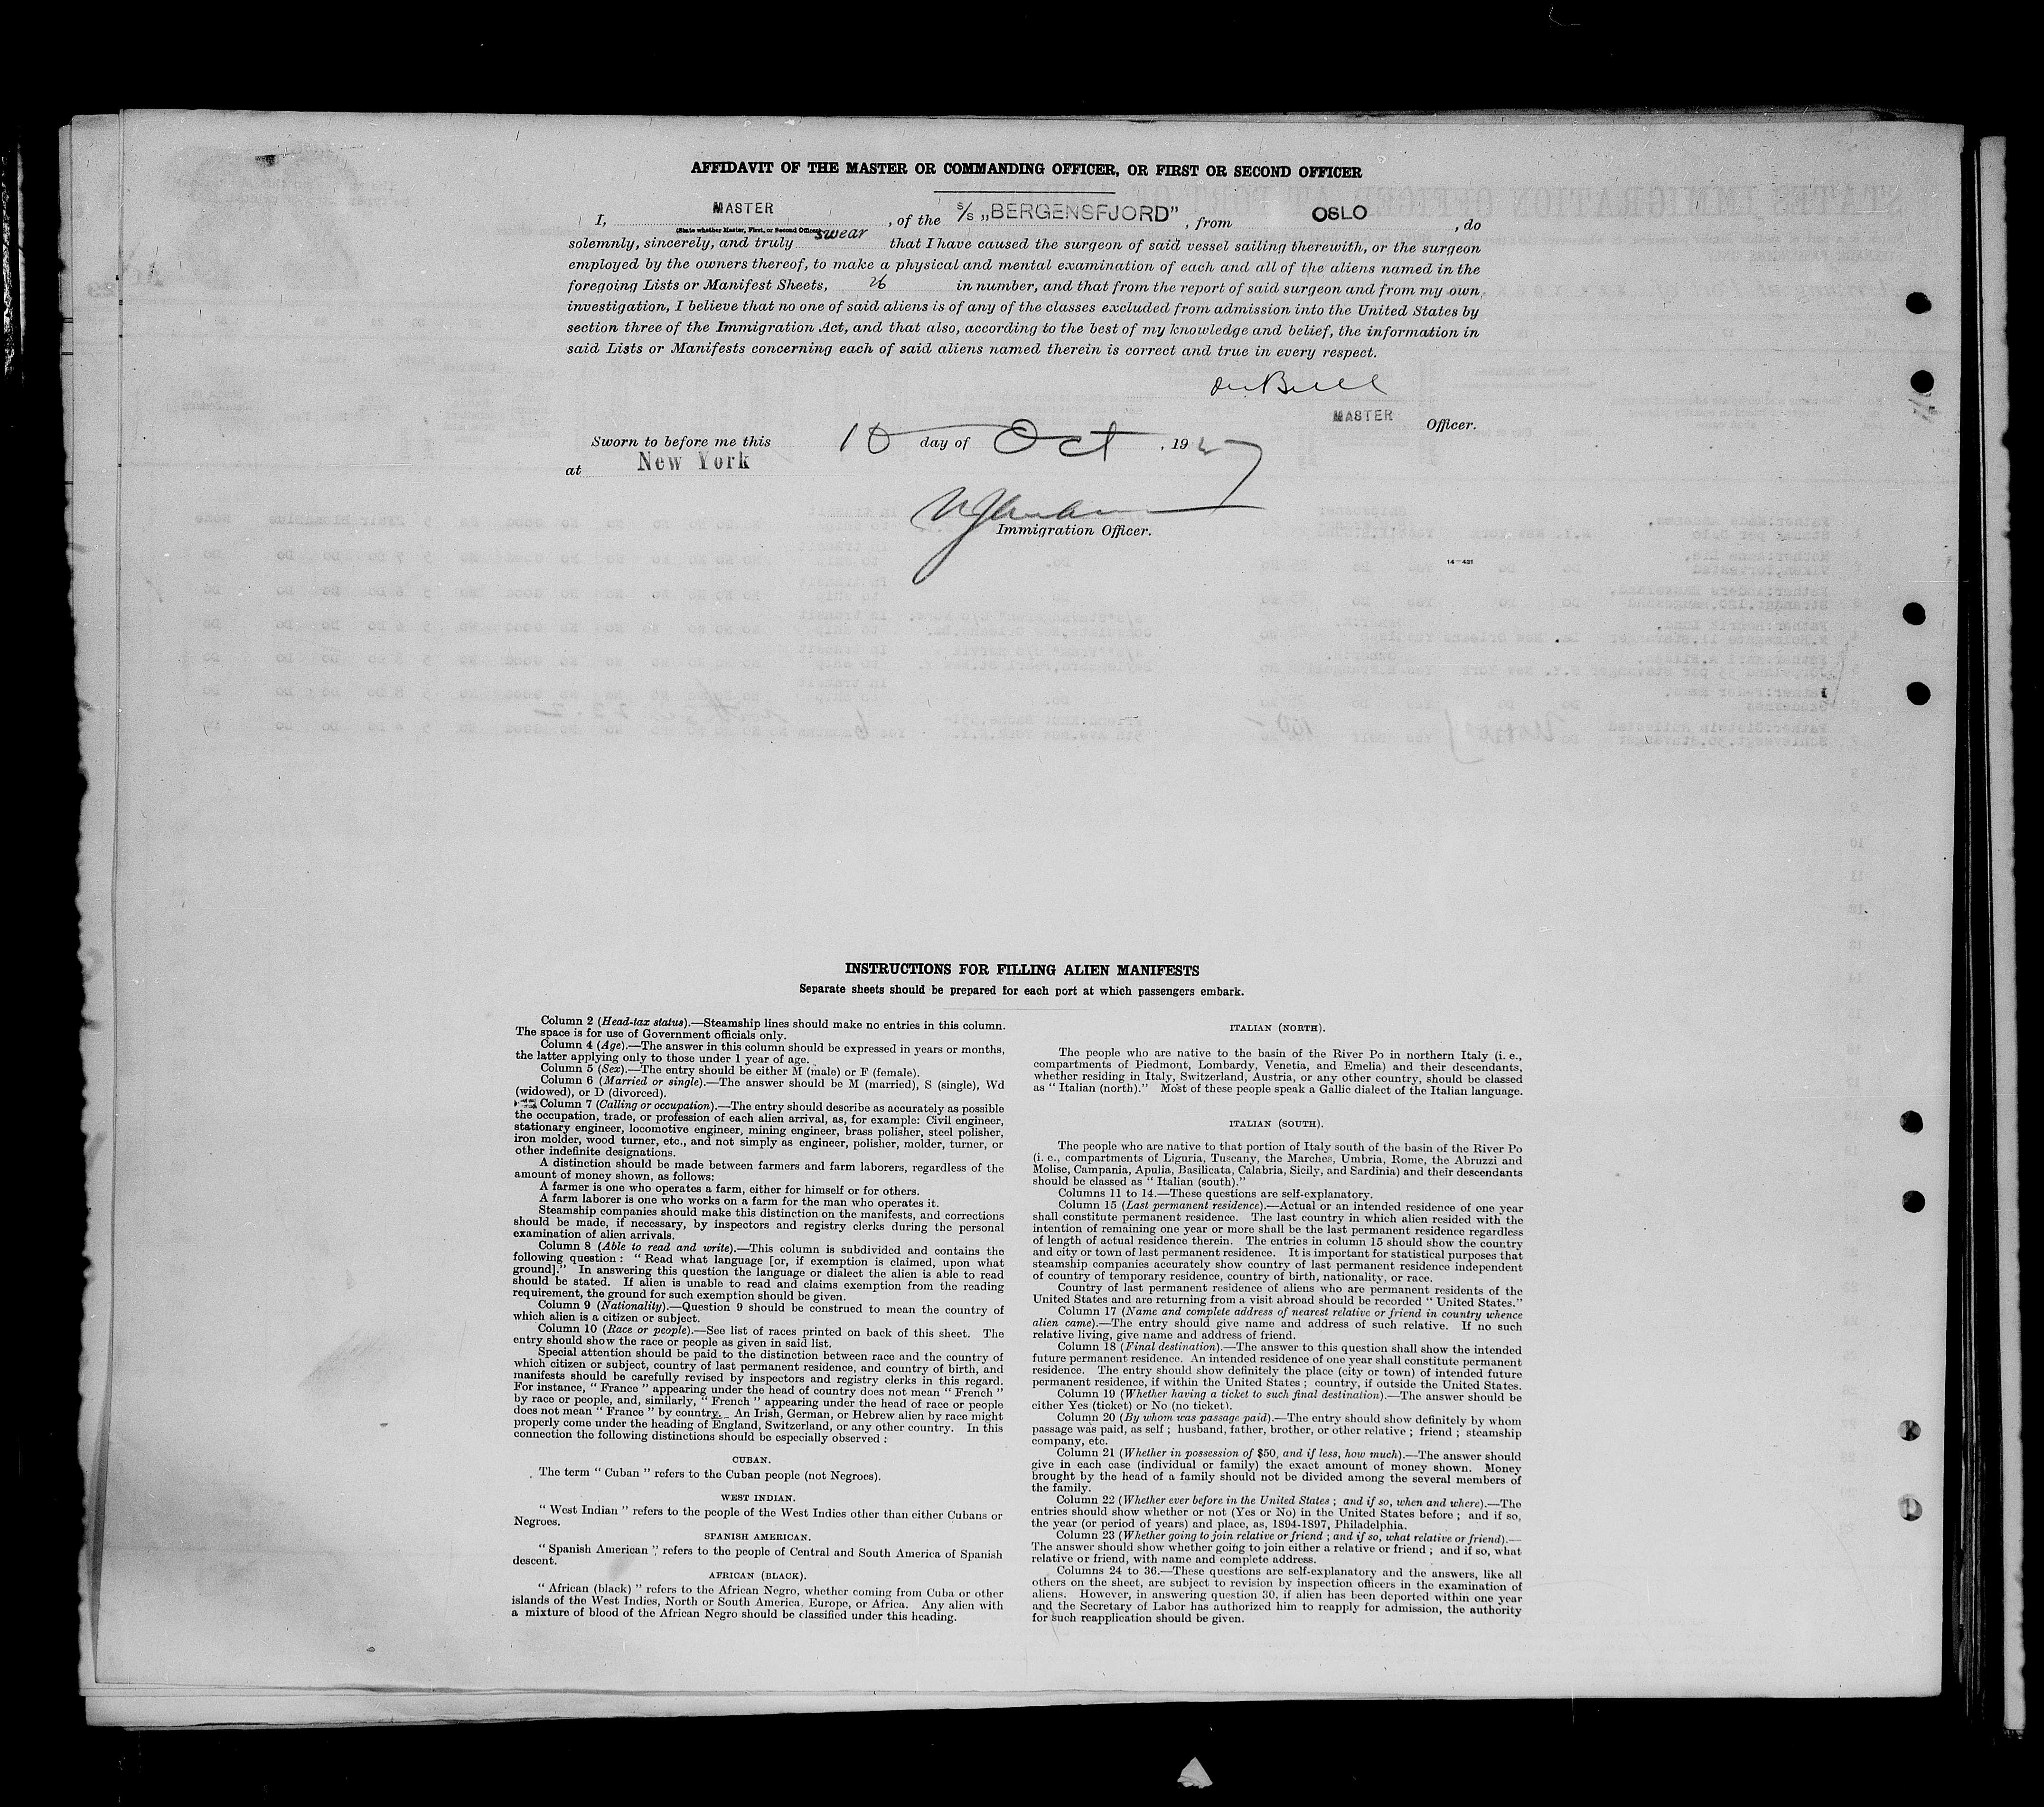 AFFIDAVIT OF THE MASTER OR COMMANDING OFFICER, OR FIRST OR SECOND OFFICER
I, MASTER, of the S/S „BERGENSFJORD", from OSLO, do
(State whether Master, First, or Second Officer)
solemnly, sincerely, and truly swear that I have caused the surgeon of said vessel sailing therewith, or the surgeon
employed by the owners thereof, to make a physical and mental examination of each and all of the aliens named in the
foregoing Lists or Manifest Sheets, 26 in number, and that from the report of said surgeon and from my own
investigation, I believe that no one of said aliens is of any of the classes excluded from admission into the United States by
section three of the Immigration Act, and that also, according to the best of my knowledge and belief, the information in
said Lists or Manifests concerning each of said aliens named therein is correct and true in every respect.
MASTER
Officer.
Sworn to before me this 10 day of Oct, 192
at New York
Immigration Officer.
14—431
INSTRUCTIONS FOR FILLING ALIEN MANIFESTS
Separate sheets should be prepared for each port at which passengers embark.
Column 2 (Head-tax status).—Steamship lines should make no entries in this column.
The space is for use of Government officials only.
Column 4 (Age).—The answer in this column should be expressed in years or months,
the latter applying only to those under 1 year of age.
Column 5 (Sex).—The entry should be either M (male) or F (female).
Column 6 (Married or single).—The answer should be M (married), S (single), Wd
(widowed), or D (divorced).
Column 7 (Calling or occupation).—The entry should describe as accurately as possible
the occupation, trade, or profession of each alien arrival, as, for example: Civil engineer,
stationary engineer, locomotive engineer, mining engineer, brass polisher, steel polisher,
iron molder, wood turner, etc., and not simply as engineer, polisher, molder, turner, or
other indefinite designations.
A distinction should be made between farmers and farm laborers, regardless of the
amount of money shown, as follows:
A farmer is one who operates a farm, either for himself or for others.
A farm laborer is one who works on a farm for the man who operates it.
Steamship companies should make this distinction on the manifests, and corrections
should be made, if necessary, by inspectors and registry clerks during the personal
examination of alien arrivals.
Column 8 (Able to read and write).—This column is subdivided and contains the
following question: "Read what language [or, if exemption is claimed, upon what
ground]." In answering this question the language or dialect the alien is able to read
should be stated. If alien is unable to read and claims exemption from the reading
requirement, the ground for such exemption should be given.
Column 9 (Nationality).—Question 9 should be construed to mean the country of
which alien is a citizen or subject.
Column 10 (Race or people).—See list of races printed on back of this sheet. The
entry should show the race or people as given in said list.
Special attention should be paid to the distinction between race and the country of
which citizen or subject, country of last permanent residence, and country of birth, and
manifests should be carefully revised by inspectors and registry clerks in this regard.
For instance, "France" appearing under the head of country does not mean "French"
by race or people, and, similarly, "French" appearing under the head of race or people
does not mean "France" by country. An Irish, German, or Hebrew alien by race might
properly come under the heading of England, Switzerland, or any other country. In this
connection the following distinctions should be especially observed:
CUBAN.
The term "Cuban" refers to the Cuban people (not Negroes).
WEST INDIAN.
"West Indian" refers to the people of the West Indies other than either Cubans or
Negroes.
SPANISH AMERICAN.
"Spanish American" refers to the people of Central and South America of Spanish
descent.
AFRICAN (BLACK).
"African (black)" refers to the African Negro, whether coming from Cuba or other
islands of the West Indies, North or South America, Europe, or Africa. Any alien with
a mixture of blood of the African Negro should be classified under this heading.
ITALIAN (NORTH).
The people who are native to the basin of the River Po in northern Italy (i. e.,
compartments of Piedmont, Lombardy, Venetia, and Emelia) and their descendants,
whether residing in Italy, Switzerland, Austria, or any other country, should be classed
as "Italian (north)." Most of these people speak a Gallic dialect of the Italian language.
ITALIAN (SOUTH).
The people who are native to that portion of Italy south of the basin of the River Po
(i. e., compartments of Liguria, Tuscany, the Marches, Umbria, Rome, the Abruzzi and
Molise, Campania, Apulia, Basilicata, Calabria, Sicily, and Sardinia) and their descendants
should be classed as "Italian (south)."
Columns 11 to 14.—These questions are self-explanatory.
Column 15 (Last permanent residence).—Actual or an intended residence of one year
shall constitute permanent residence. The last country in which alien resided with the
intention of remaining one year or more shall be the last permanent residence regardless
of length of actual residence therein. The entries in column 15 should show the country
and city or town of last permanent residence. It is important for statistical purposes that
steamship companies accurately show country of last permanent residence independent
of country of temporary residence, country of birth, nationality, or race.
Country of last permanent residence of aliens who are permanent residents of the
United States and are returning from a visit abroad should be recorded "United States."
Column 17 (Name and complete address of nearest relative or friend in country whence
alien came).—The entry should give name and address of such relative. If no such
relative living, give name and address of friend.
Column 18 (Final destination).—The answer to this question shall show the intended
future permanent residence. An intended residence of one year shall constitute permanent
residence. The entry should show definitely the place (city or town) of intended future
permanent residence, if within the United States; country, if outside the United States.
Column 19 (Whether having a ticket to such final destination).—The answer should be
either Yes (ticket) or No (no ticket).
Column 20 (By whom was passage paid).—The entry should show definitely by whom
passage was paid, as self; husband, father, brother, or other relative; friend; steamship
company, etc.
Column 21 (Whether in possession of $50, and if less, how much).—The answer should
give in each case (individual or family) the exact amount of money shown. Money
brought by the head of a family should not be divided among the several members of
the family.
Column 22 (Whether ever before in the United States; and if so, when and where).—The
entries should show whether or not (Yes or No) in the United States before; and if so,
the year (or period of years) and place, as, 1894-1897, Philadelphia.
Column 23 (Whether going to join relative or friend; and if so, what relative or friend).—
The answer should show whether going to join either a relative or friend; and if so, what
relative or friend, with name and complete address.
Columns 24 to 36.—These questions are self-explanatory and the answers, like all
others on the sheet, are subject to revision by inspection officers in the examination of
aliens. However, in answering question 30, if alien has been deported within one year
and the Secretary of Labor has authorized him to reapply for admission, the authority
for such reapplication should be given.